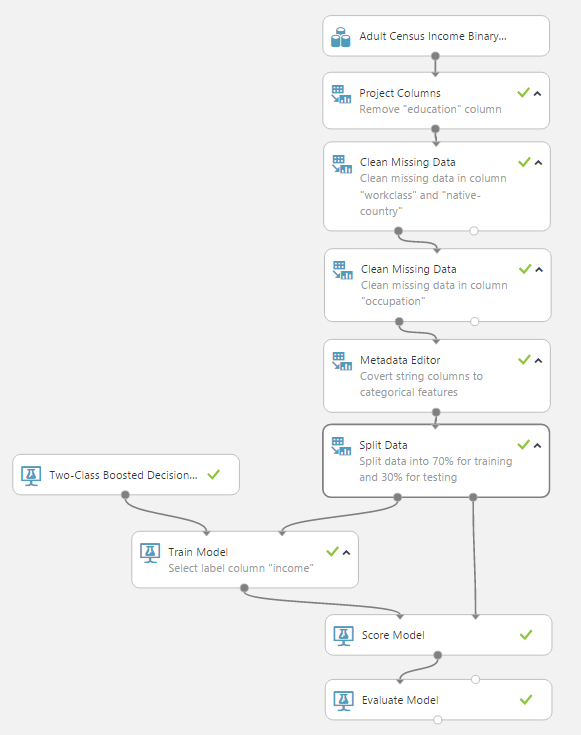 Adult Census Income Binary...
Project Columns
Remove "education" column
Clean Missing Data
Clean missing data in column
"workclass" and "native-
country"
Clean Missing Data
Clean missing data in column
"occupation"
Metadata Editor
Covert string columns to
categorical features
Split Data
Split data into 70% for training
and 30% for testing
Two-Class Boosted Decision...
Train Model
Select label column "income"
Score Model
Evaluate Model